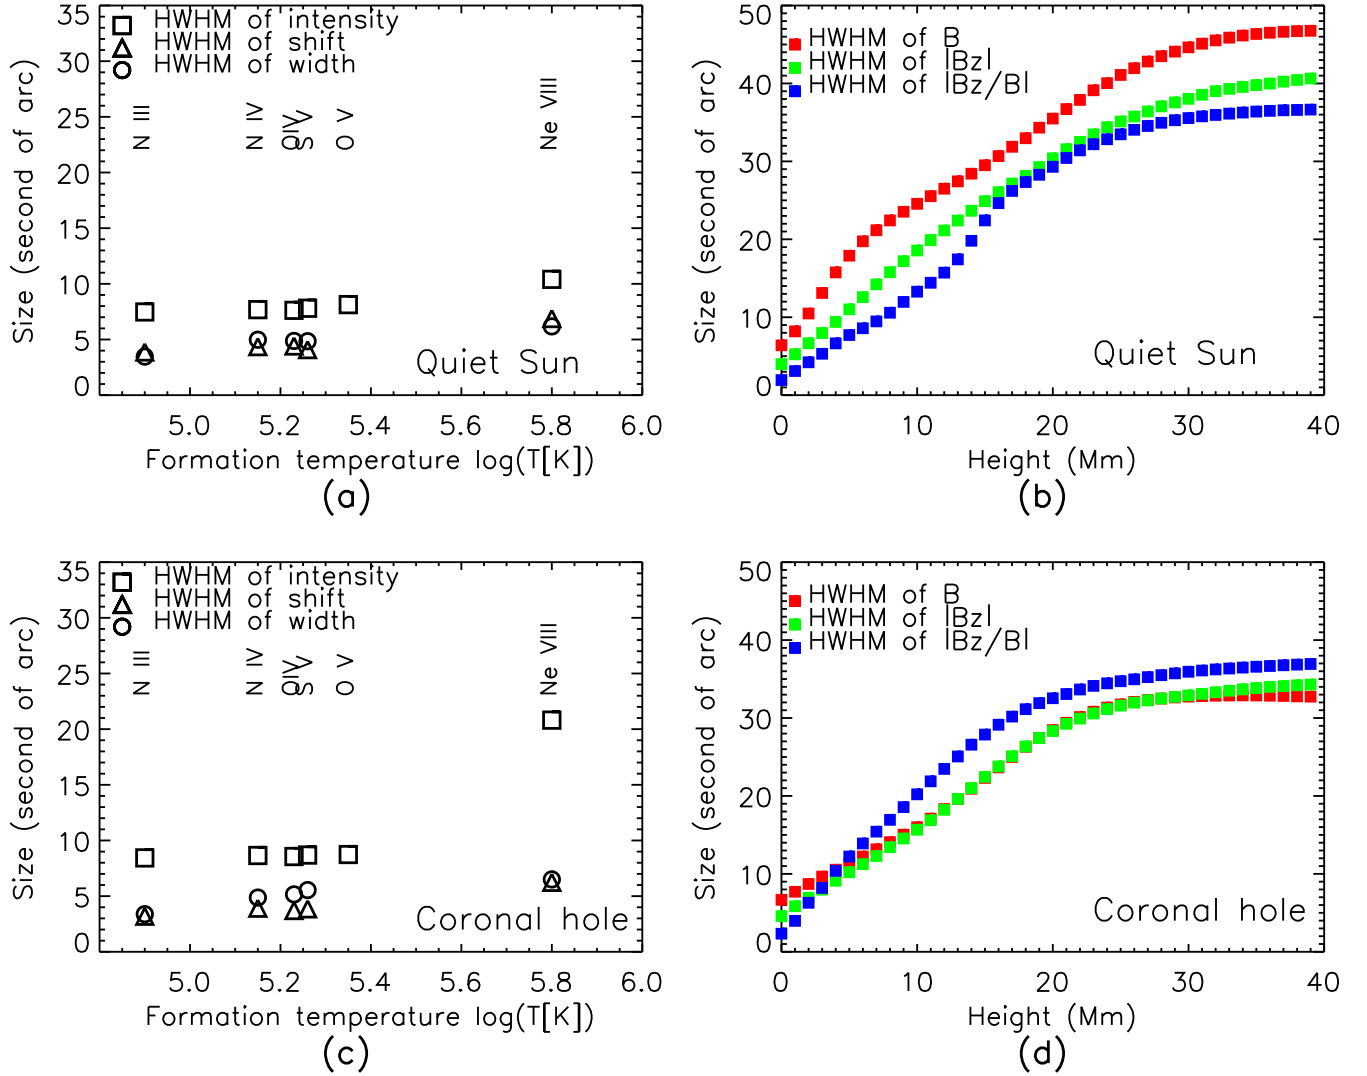 35
30
25
20
15
10
5
0
Size (second of arc)
HWHM of intensity
HWHM of shift
HWHM of width
N III
N IV
OIV
S V
O V
Ne VIII
Quiet Sun
5.0 5.2 5.4 5.6 5.8 6.0
Formation temperature log(T[K])
(a)
50
40
30
20
10
0
Size (second of arc)
HWHM of B
HWHM of |Bz|
HWHM of |Bz/B|
Quiet Sun
0 10 20 30 40
Height (Mm)
(b)
35
30
25
20
15
10
5
0
Size (second of arc)
HWHM of intensity
HWHM of shift
HWHM of width
N III
N IV
OIV
S V
O V
Ne VIII
Coronal hole
5.0 5.2 5.4 5.6 5.8 6.0
Formation temperature log(T[K])
(c)
50
40
30
20
10
0
Size (second of arc)
HWHM of B
HWHM of |Bz|
HWHM of |Bz/B|
Coronal hole
0 10 20 30 40
Height (Mm)
(d)